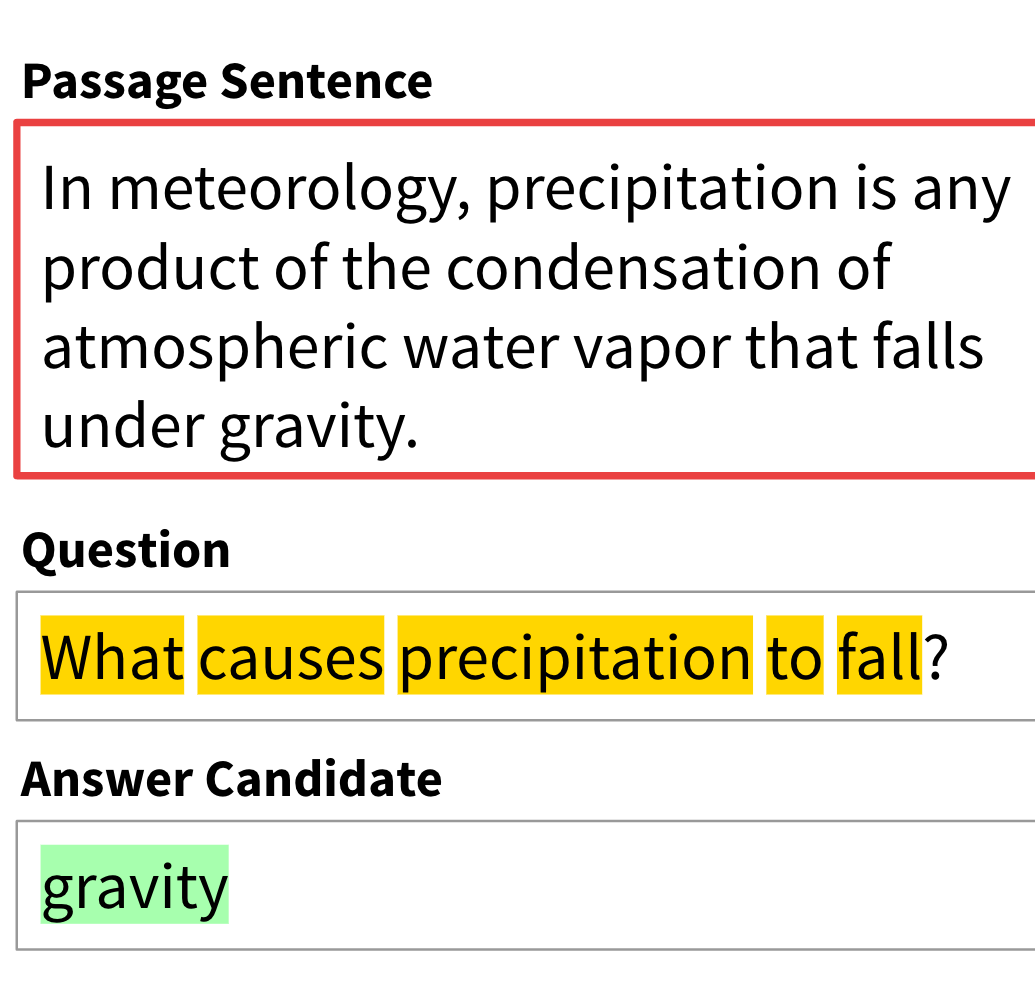 Passage Sentence
In meteorology, precipitation is any
product of the condensation of
atmospheric water vapor that falls
under gravity.
Question
What causes precipitation to fall?
Answer Candidate
gravity